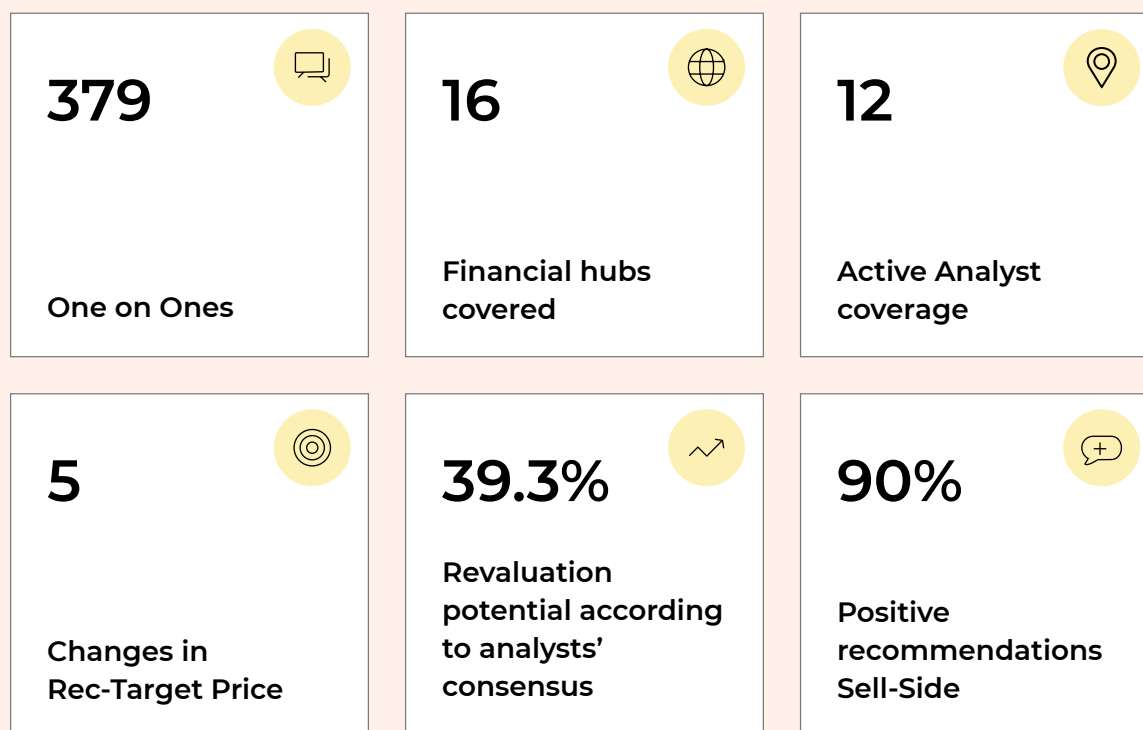 379
One on Ones
16
Financial hubs
covered
12
Active Analyst
coverage
5
Changes in
Rec-Target Price
39.3%
Revaluation
potential according
to analysts’
consensus
90%
Positive
recommendations
Sell-Side